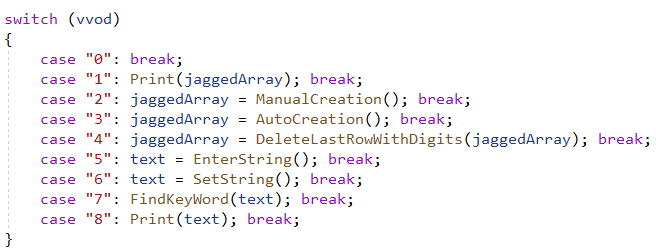 switch (vvod)
{
case "0": break;
case "1": Print(jaggedArray); break;
case "2": jaggedArray = ManualCreation(); break;
case "3": jaggedArray = AutoCreation(); break;
case "4": jaggedArray = DeleteLastRowWithDigits(jaggedArray); break;
case "5": text = EnterString(); break;
case "6": text = SetString(); break;
case "7": FindKeyWord(text); break;
case "8": Print(text); break;
}